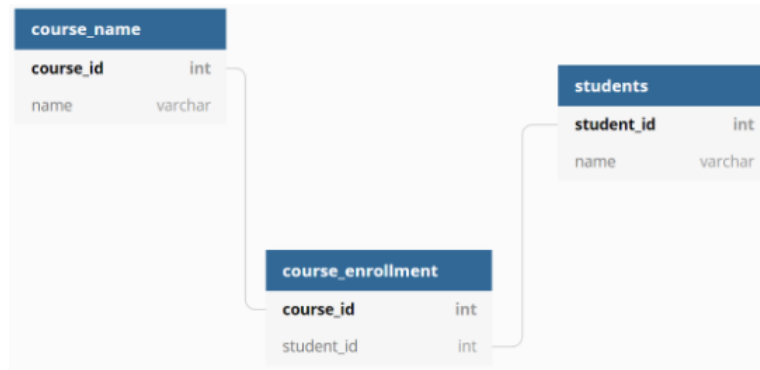 course_name
course_id int
name varchar
students
student_id int
name varchar
course_enrollment
course_id int
student_id int